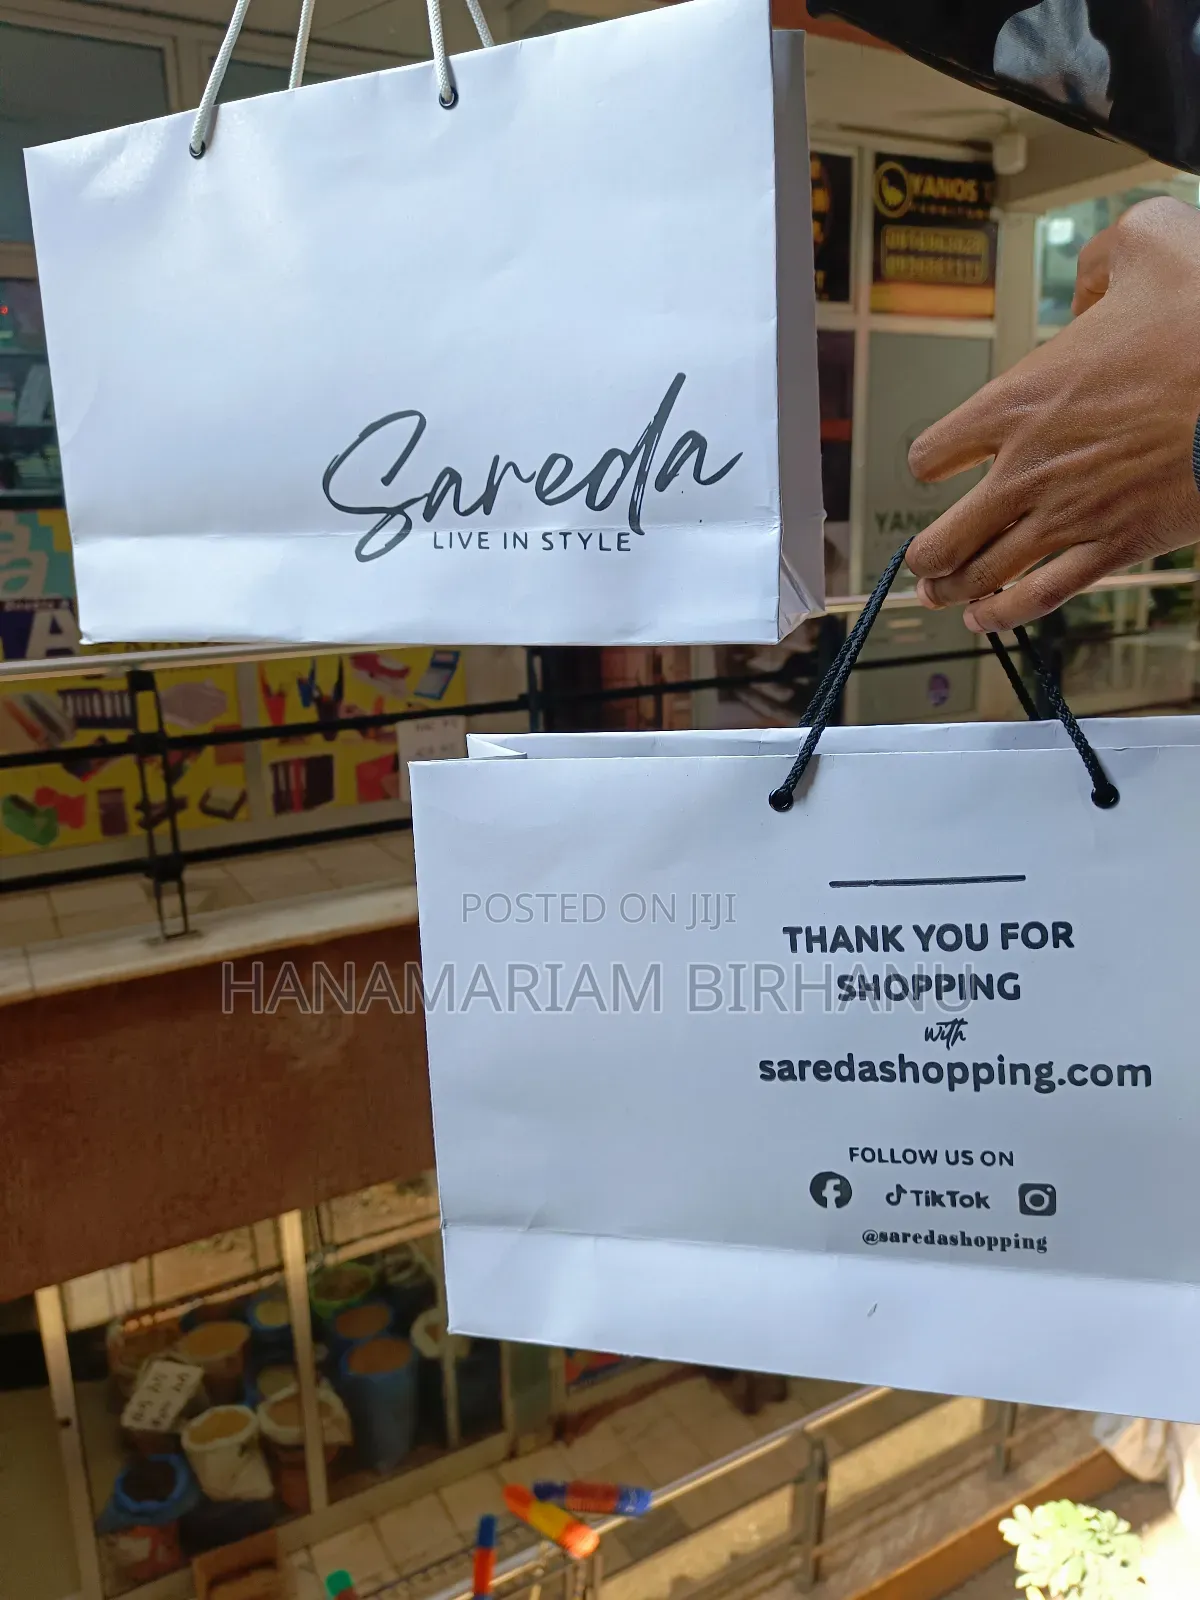 Sareda
LIVE IN STYLE
YANOS
THANK YOU FOR
SHOPPING
with
saredashopping.com
FOLLOW US ON
TikTok
@saredashopping
POSTED ON JIJI
HANAMARIAM BIRHANU